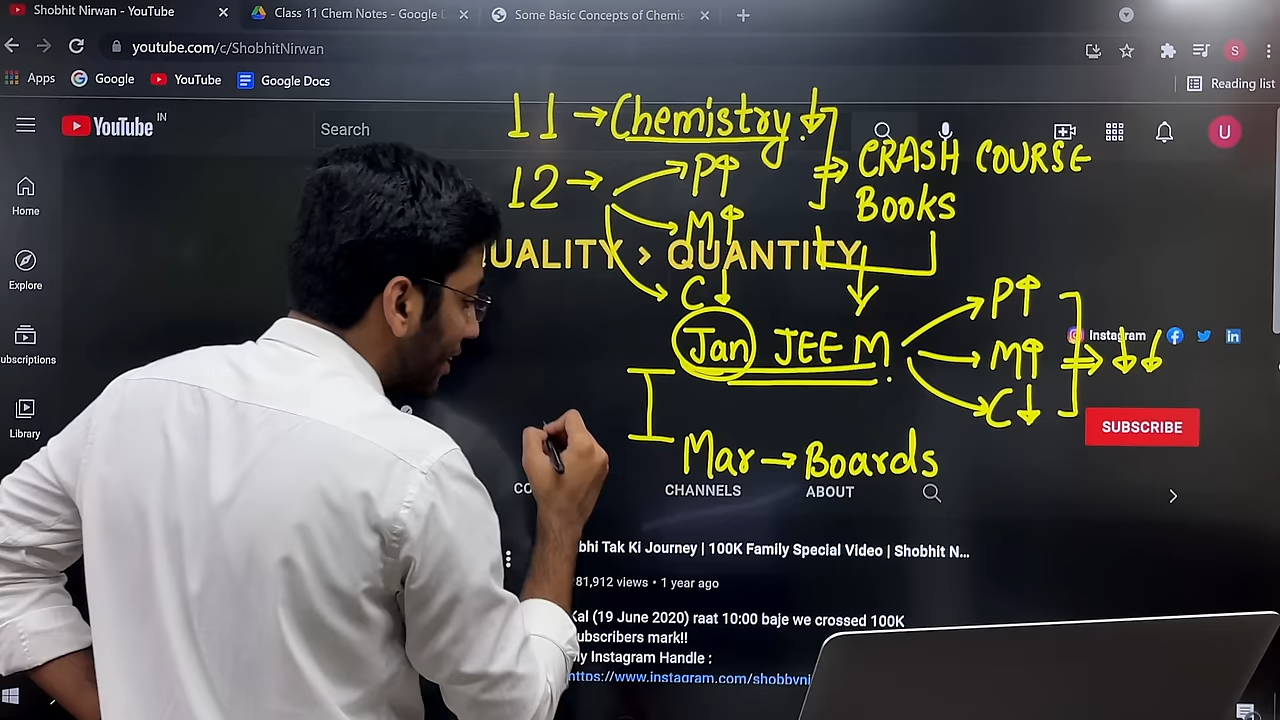 Shobhit Nirwan - YouTube
Class 11 Chem Notes - Google
Some Basic Concepts of Chemis
youtube.com/c/ShobhitNirwan
S
Apps
Google
YouTube
Google Docs
Reading list
YouTube IN
Search
U
11 → Chemistry ↓
12 → P↑
M↑
C↓
⇒ CRASH COURSE
Books
QUALITY > QUANTITY
Jan JEE M.
P↑
M↑
C↓
⇒ ↓↓
Home
Explore
ubscriptions
Library
Instagram
SUBSCRIBE
Mar → Boards
CHANNELS
ABOUT
bhi Tak Ki Journey | 100K Family Special Video | Shobhit N...
81,912 views • 1 year ago
Kal (19 June 2020) raat 10:00 baje we crossed 100K
ubscribers mark!!
y Instagram Handle :
https://www.instagram.com/shobbyni